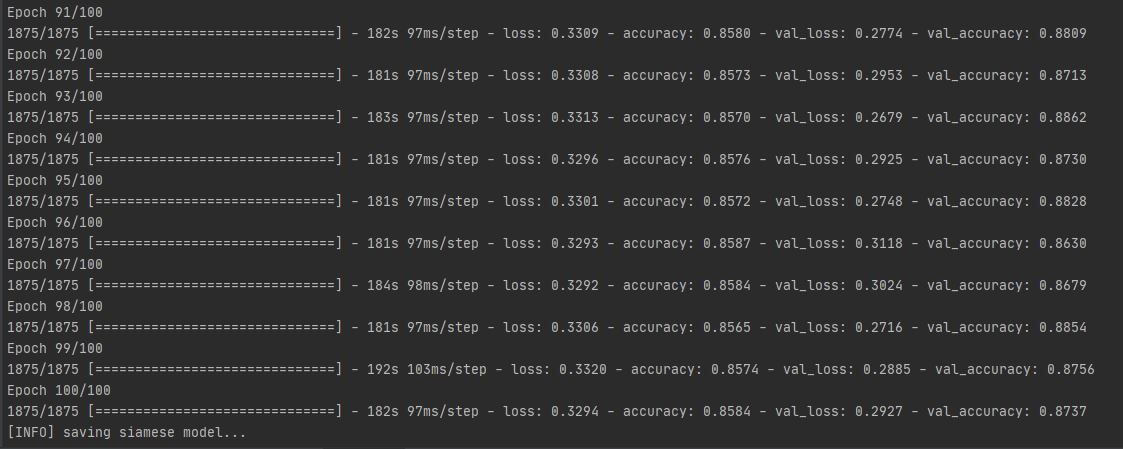 Epoch 91/100
1875/1875 [==============================] - 182s 97ms/step - loss: 0.3309 - accuracy: 0.8580 - val_loss: 0.2774 - val_accuracy: 0.8809
Epoch 92/100
1875/1875 [==============================] - 181s 97ms/step - loss: 0.3308 - accuracy: 0.8573 - val_loss: 0.2953 - val_accuracy: 0.8713
Epoch 93/100
1875/1875 [==============================] - 183s 97ms/step - loss: 0.3313 - accuracy: 0.8570 - val_loss: 0.2679 - val_accuracy: 0.8862
Epoch 94/100
1875/1875 [==============================] - 181s 97ms/step - loss: 0.3296 - accuracy: 0.8576 - val_loss: 0.2925 - val_accuracy: 0.8730
Epoch 95/100
1875/1875 [==============================] - 181s 97ms/step - loss: 0.3301 - accuracy: 0.8572 - val_loss: 0.2748 - val_accuracy: 0.8828
Epoch 96/100
1875/1875 [==============================] - 181s 97ms/step - loss: 0.3293 - accuracy: 0.8587 - val_loss: 0.3118 - val_accuracy: 0.8630
Epoch 97/100
1875/1875 [==============================] - 184s 98ms/step - loss: 0.3292 - accuracy: 0.8584 - val_loss: 0.3024 - val_accuracy: 0.8679
Epoch 98/100
1875/1875 [==============================] - 181s 97ms/step - loss: 0.3306 - accuracy: 0.8565 - val_loss: 0.2716 - val_accuracy: 0.8854
Epoch 99/100
1875/1875 [==============================] - 192s 103ms/step - loss: 0.3320 - accuracy: 0.8574 - val_loss: 0.2885 - val_accuracy: 0.8756
Epoch 100/100
1875/1875 [==============================] - 182s 97ms/step - loss: 0.3294 - accuracy: 0.8584 - val_loss: 0.2927 - val_accuracy: 0.8737
[INFO] saving siamese model...